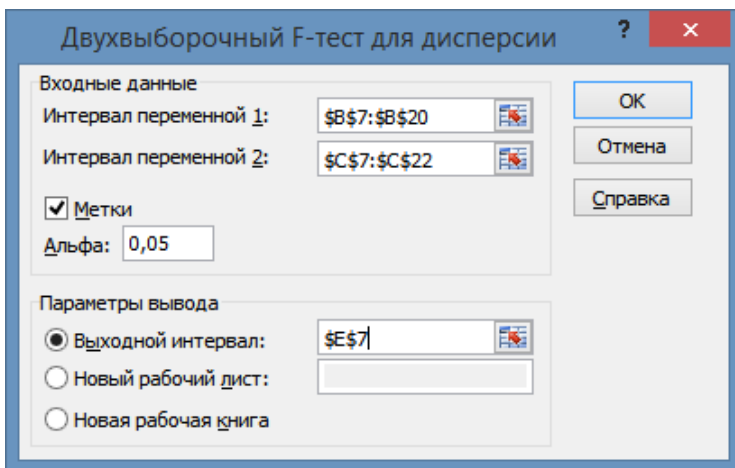 Двухвыборочный F-тест для дисперсии ? ×
Входные данные
Интервал переменной 1: $B$7:$B$20
Интервал переменной 2: $C$7:$C$22
Метки
Альфа: 0,05
ОК
Отмена
Справка
Параметры вывода
Выходной интервал: $E$7
Новый рабочий лист:
Новая рабочая книга